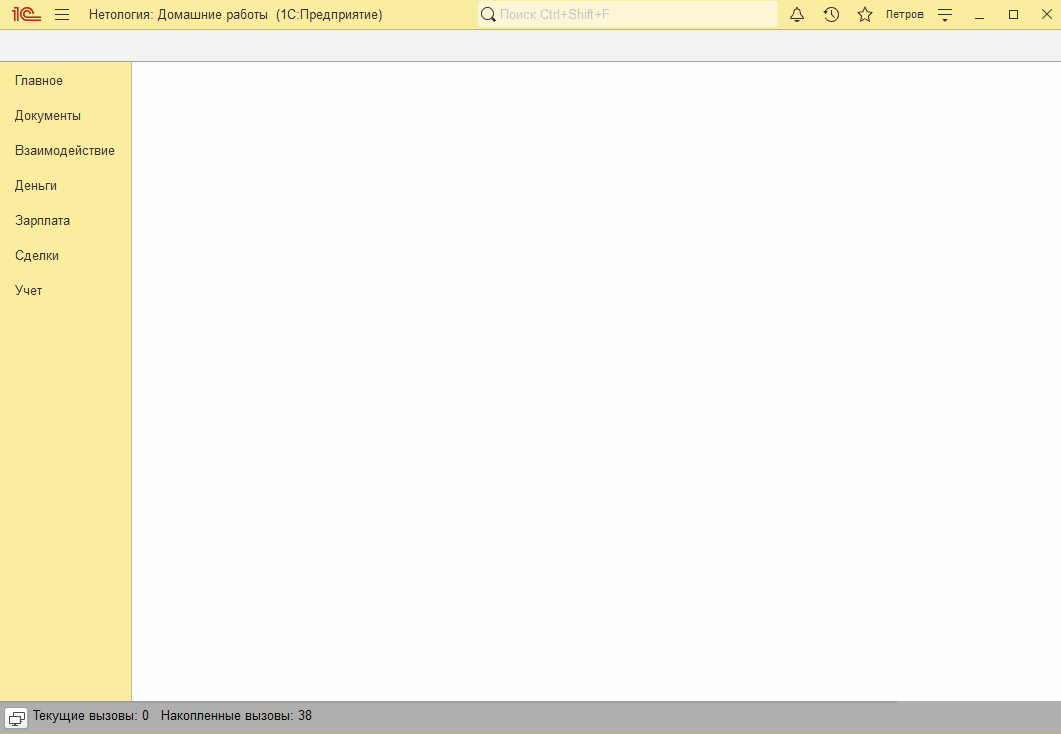 1С Нетология: Домашние работы (1С:Предприятие) Поиск Ctrl+Shift+F Петров
Главное
Документы
Взаимодействие
Деньги
Зарплата
Сделки
Учет
Текущие вызовы: 0 Накопленные вызовы: 38